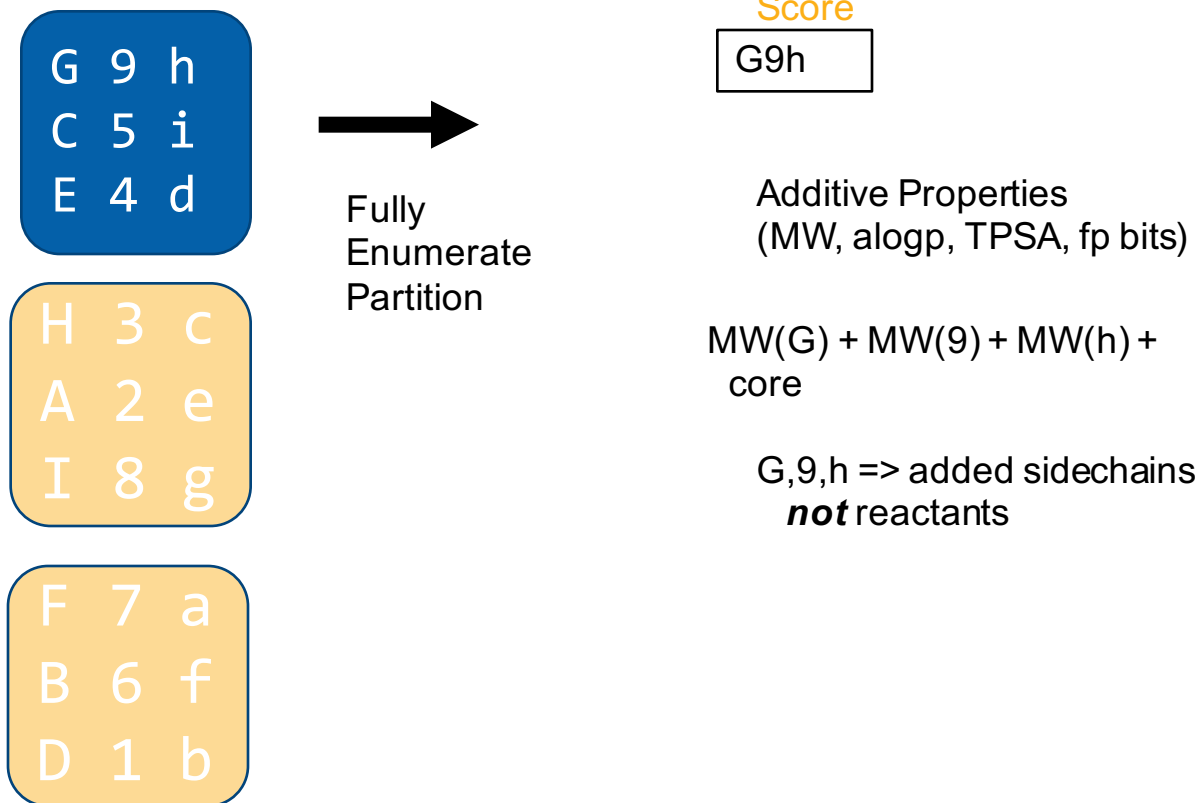 G 9 h
C 5 i
E 4 d
H 3 c
A 2 e
I 8 g
F 7 a
B 6 f
D 1 b
Fully
Enumerate
Partition
Score
G9h
Additive Properties
(MW, alogp, TPSA, fp bits)
MW(G) + MW(9) + MW(h) +
core
G,9,h => added sidechains
not reactants